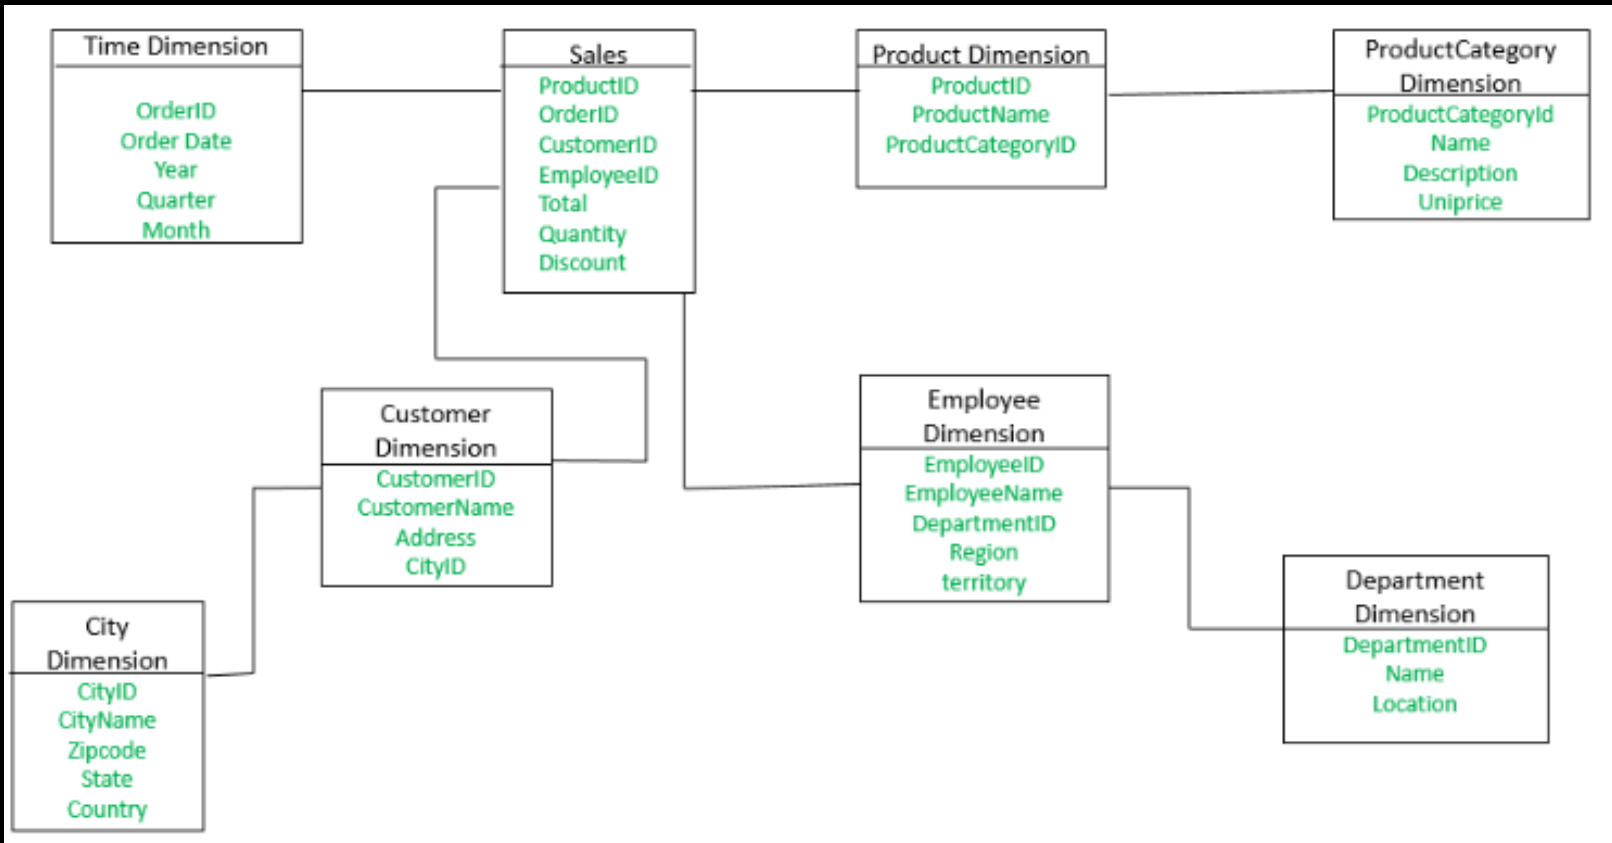 Time Dimension
OrderID
Order Date
Year
Quarter
Month
Sales
ProductID
OrderID
CustomerID
EmployeeID
Total
Quantity
Discount
Product Dimension
ProductID
ProductName
ProductCategoryID
ProductCategory
Dimension
ProductCategoryId
Name
Description
Uniprice
Customer
Dimension
CustomerID
CustomerName
Address
CityID
Employee
Dimension
EmployeeID
EmployeeName
DepartmentID
Region
territory
City
Dimension
CityID
CityName
Zipcode
State
Country
Department
Dimension
DepartmentID
Name
Location